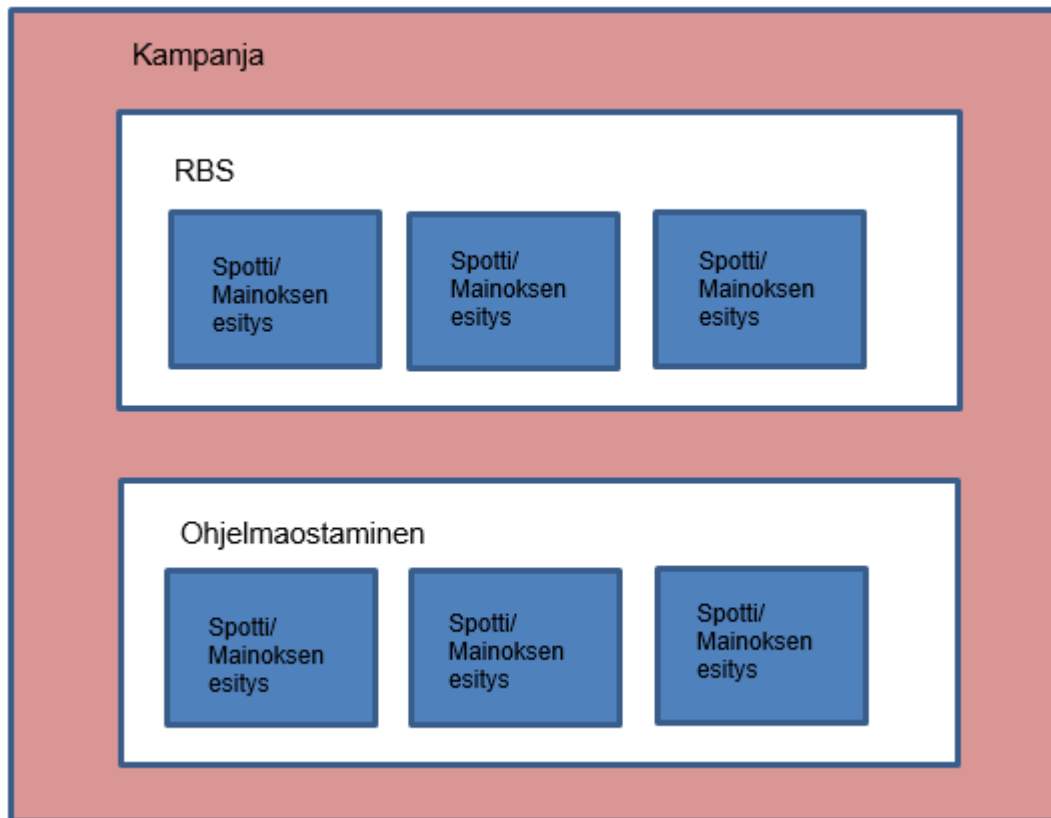 Kampanja
RBS
Spotti/
Mainoksen
esitys
Spotti/
Mainoksen
esitys
Spotti/
Mainoksen
esitys
Ohjelmaostaminen
Spotti/
Mainoksen
esitys
Spotti/
Mainoksen
esitys
Spotti/
Mainoksen
esitys